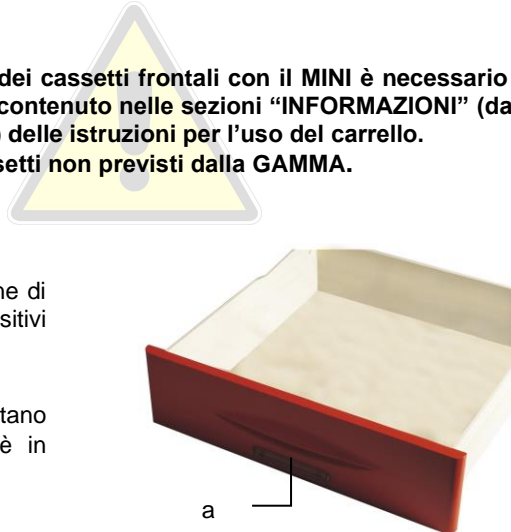 dei cassetti frontali con il MINI è necessario
contenuto nelle sezioni “INFORMAZIONI” (da
delle istruzioni per l’uso del carrello.
setti non previsti dalla GAMMA.
ne di
sitivi
tano
è in
a